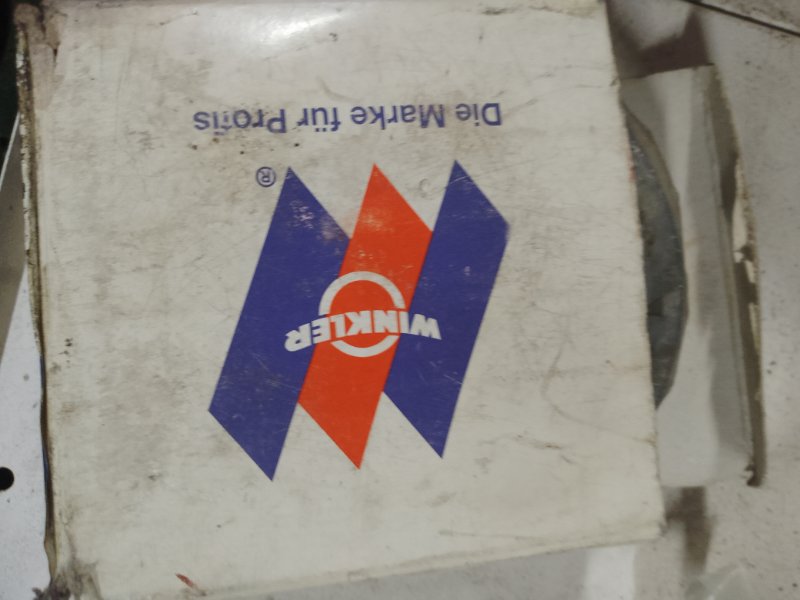 WINKLER
®
Die Marke für Profis